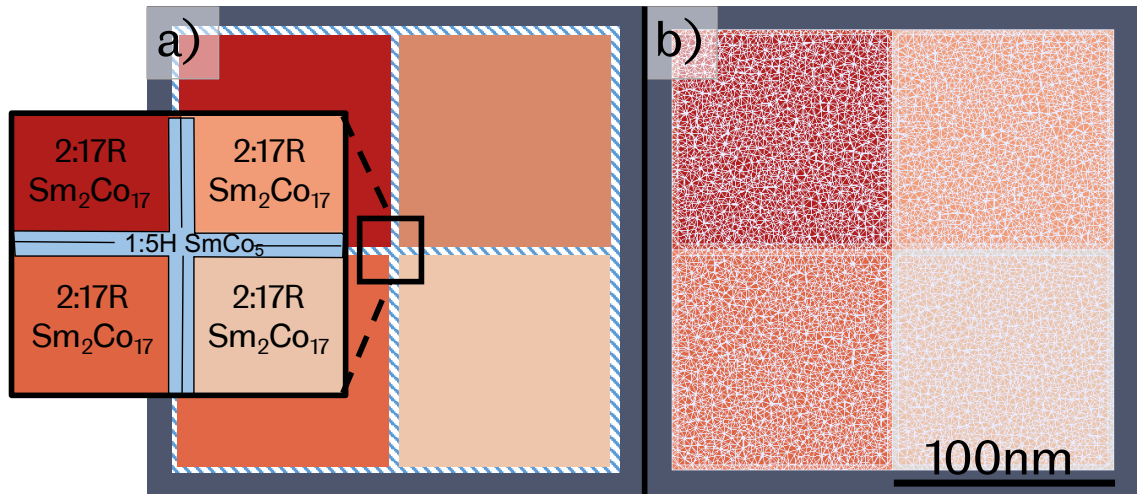 a)
b)
2:17R
Sm₂Co₁₇
2:17R
Sm₂Co₁₇
1:5H SmCo₅
2:17R
Sm₂Co₁₇
2:17R
Sm₂Co₁₇
100nm